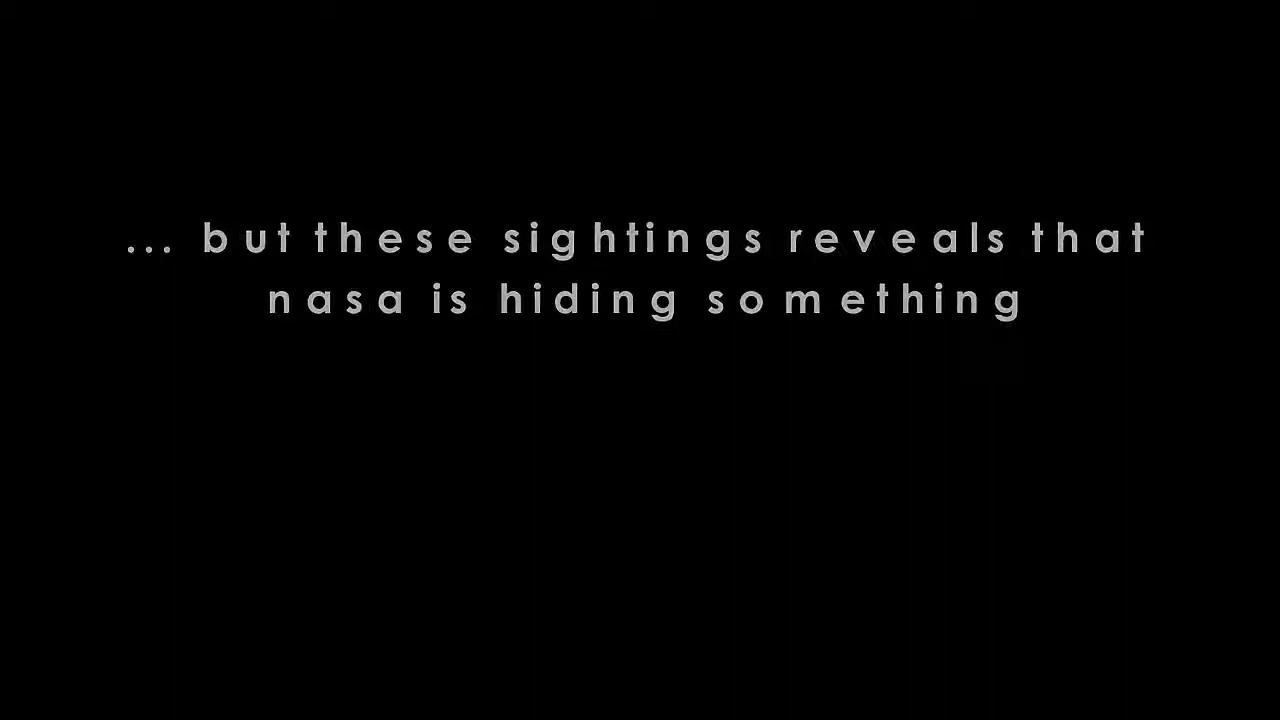 ... but these sightings reveals that
nasa is hiding something